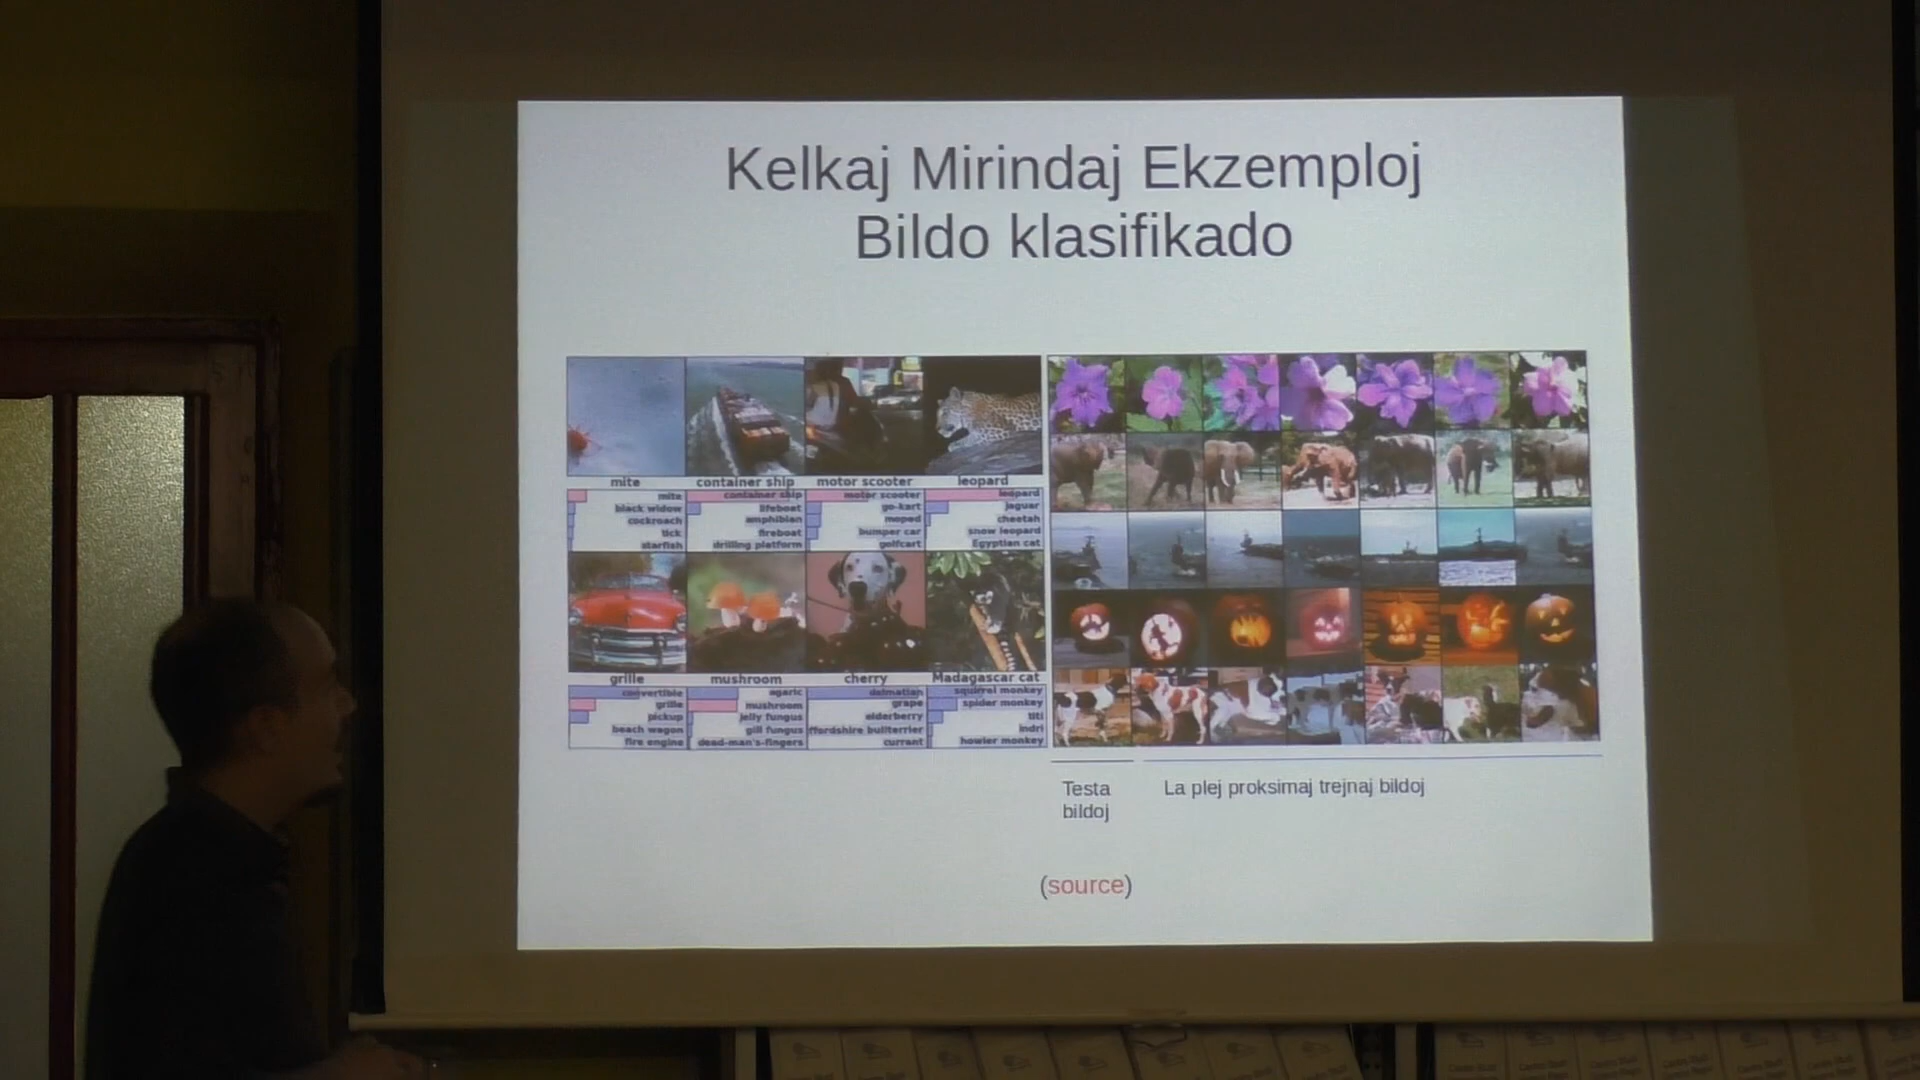 Kelkaj Mirindaj Ekzemploj
Bildo klasifikado
mite
container ship
motor scooter
leopard
mite
black widow
cockroach
tick
starfish
container ship
lifeboat
amphibian
fireboat
drilling platform
motor scooter
go-kart
moped
bumper car
golfcart
leopard
jaguar
cheetah
snow leopard
Egyptian cat
grille
mushroom
cherry
Madagascar cat
convertible
grille
pickup
beach wagon
fire engine
agaric
mushroom
jelly fungus
gill fungus
dead-man's-fingers
dalmatian
grape
elderberry
ffordshire bullterrier
currant
squirrel monkey
spider monkey
titi
indri
howler monkey
Testa
bildoj
La plej proksimaj trejnaj bildoj
(source)